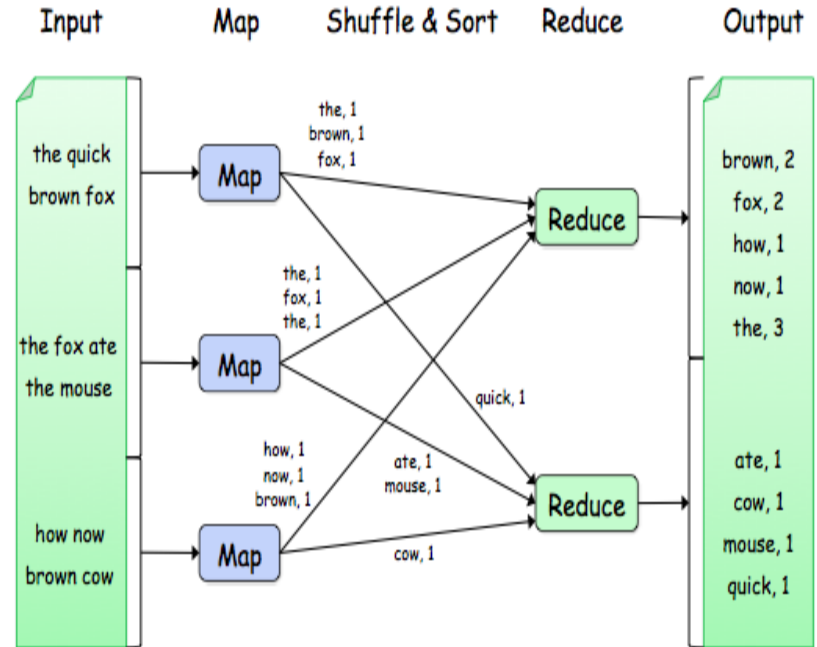 Input Map Shuffle & Sort Reduce Output
the quick
brown fox
the fox ate
the mouse
how now
brown cow
Map
Map
Map
the, 1
brown, 1
fox, 1
the, 1
fox, 1
the, 1
how, 1
now, 1
brown, 1
quick, 1
ate, 1
mouse, 1
cow, 1
Reduce
Reduce
brown, 2
fox, 2
how, 1
now, 1
the, 3
ate, 1
cow, 1
mouse, 1
quick, 1